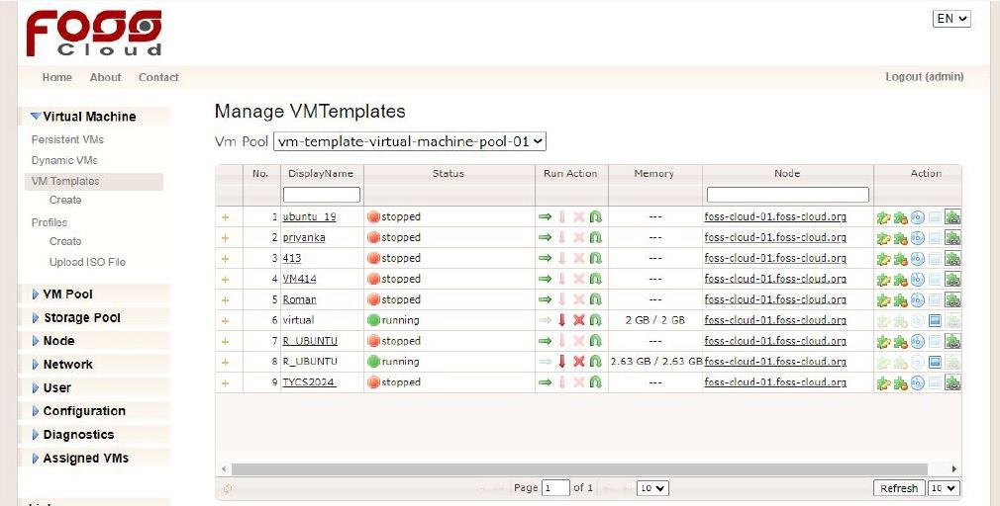 FOSS
Cloud
EN
Home About Contact
Logout (admin)
Virtual Machine
Persistent VMs
Dynamic VMs
VM Templates
Create
Profiles
Create
Upload ISO File
VM Pool
Storage Pool
Node
Network
User
Configuration
Diagnostics
Assigned VMs
Manage VMTemplates
Vm Pool vm-template-virtual-machine-pool-01
No. DisplayName Status Run Action Memory Node Action
1 ubuntu_19 stopped --- foss-cloud-01.foss-cloud.org
2 privanka stopped --- foss-cloud-01.foss-cloud.org
3 413 stopped --- foss-cloud-01.foss-cloud.org
4 VM414 stopped --- foss-cloud-01.foss-cloud.org
5 Roman stopped --- foss-cloud-01.foss-cloud.org
6 virtual running 2 GB / 2 GB foss-cloud-01.foss-cloud.org
7 R_UBUNTU stopped --- foss-cloud-01.foss-cloud.org
8 R_UBUNTU running 2.63 GB / 2.63 GB foss-cloud-01.foss-cloud.org
9 TYCS2024_ stopped --- foss-cloud-01.foss-cloud.org
Page 1 of 1 10 Refresh 10